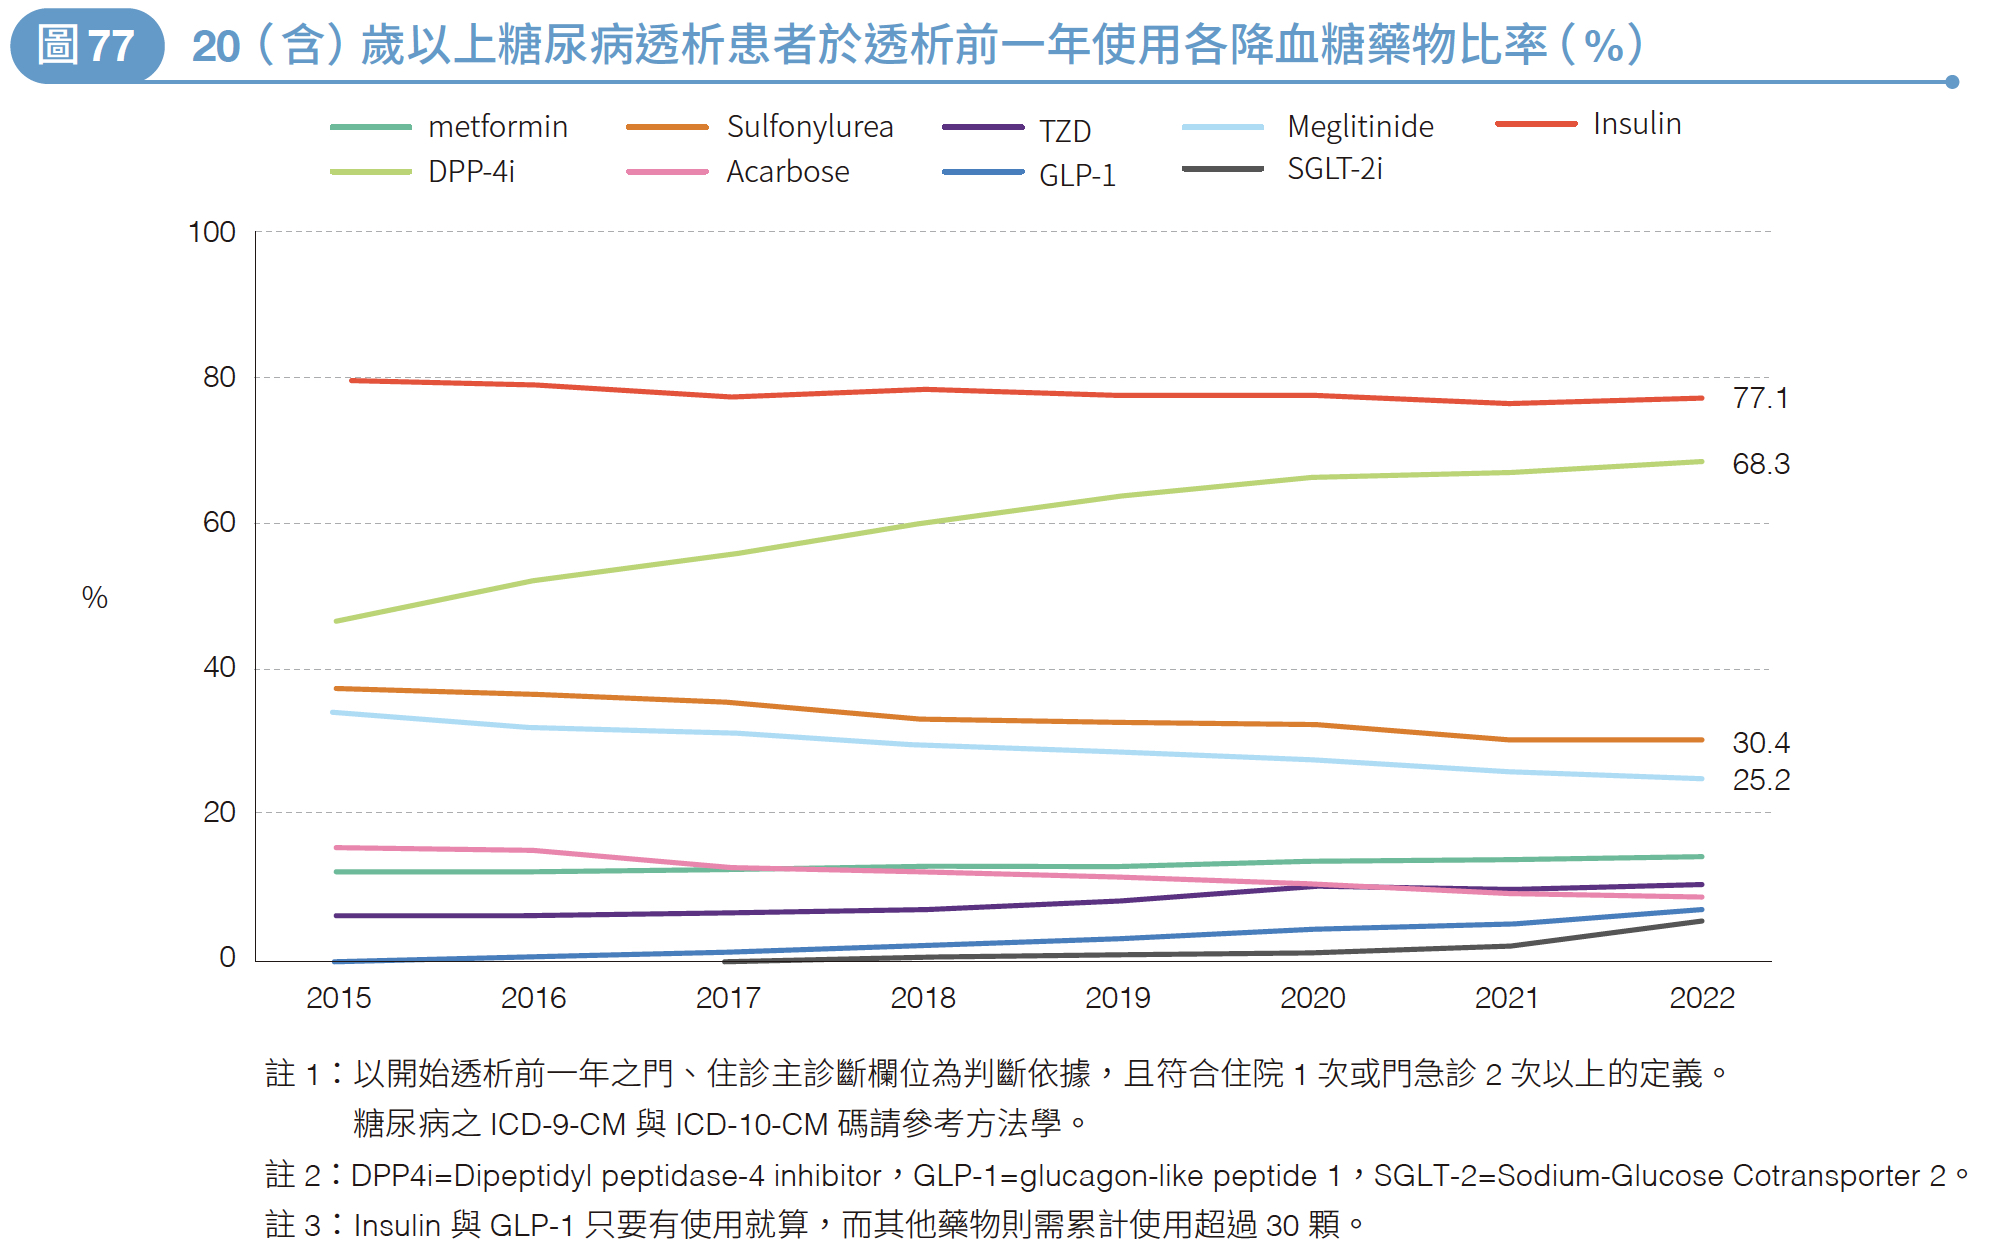 圖 77 20（含）歲以上糖尿病透析患者於透析前一年使用各降血糖藥物比率（%）
metformin Sulfonylurea TZD Meglitinide Insulin
DPP-4i Acarbose GLP-1 SGLT-2i
100
80
77.1
68.3
60
%
40
30.4
25.2
20
0
2015 2016 2017 2018 2019 2020 2021 2022
註 1：以開始透析前一年之門、住診主診斷欄位為判斷依據，且符合住院 1 次或門急診 2 次以上的定義。
糖尿病之 ICD-9-CM 與 ICD-10-CM 碼請參考方法學。
註 2：DPP4i=Dipeptidyl peptidase-4 inhibitor，GLP-1=glucagon-like peptide 1，SGLT-2=Sodium-Glucose Cotransporter 2。
註 3：Insulin 與 GLP-1 只要有使用就算，而其他藥物則需累計使用超過 30 顆。